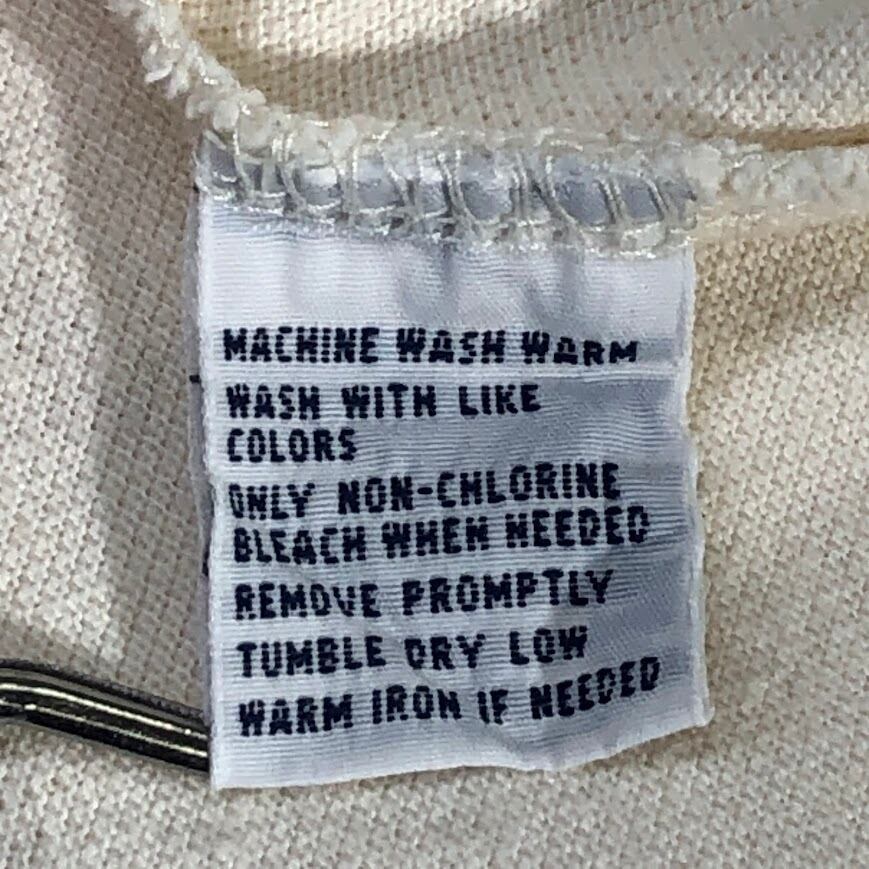 MACHINE WASH WARM
WASH WITH LIKE
COLORS
ONLY NON-CHLORINE
BLEACH WHEN NEEDED
REMOVE PROMPTLY
TUMBLE DRY LOW
WARM IRON IF NEEDED